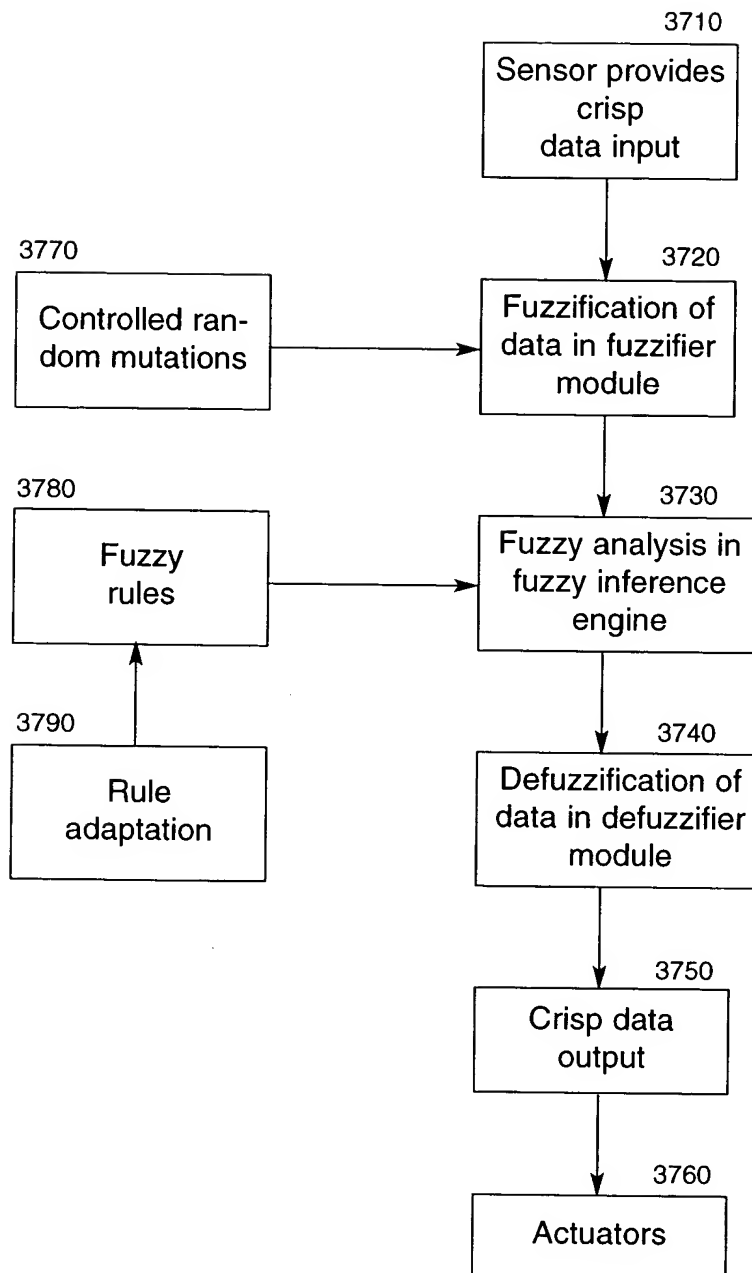 3710
Sensor provides
crisp
data input
3770
Controlled ran-
dom mutations
3720
Fuzzification of
data in fuzzifier
module
3780
Fuzzy
rules
3730
Fuzzy analysis in
fuzzy inference
engine
3790
Rule
adaptation
3740
Defuzzification of
data in defuzzifier
module
3750
Crisp data
output
3760
Actuators